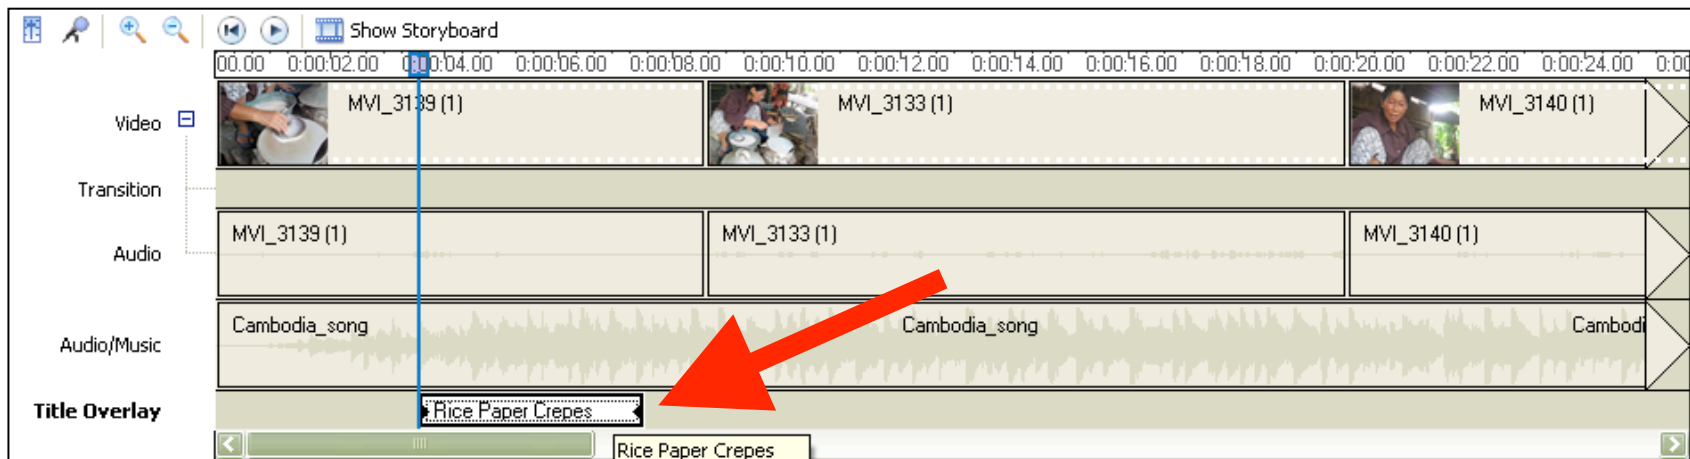 Show Storyboard
00.00 0:00:02.00 0:00:04.00 0:00:06.00 0:00:08.00 0:00:10.00 0:00:12.00 0:00:14.00 0:00:16.00 0:00:18.00 0:00:20.00 0:00:22.00 0:00:24.00 0:00
Video MVI_3139 (1) MVI_3133 (1) MVI_3140 (1)
Transition
Audio MVI_3139 (1) MVI_3133 (1) MVI_3140 (1)
Audio/Music Cambodia_song Cambodia_song Cambodi
Title Overlay Rice Paper Crepes
Rice Paper Crepes